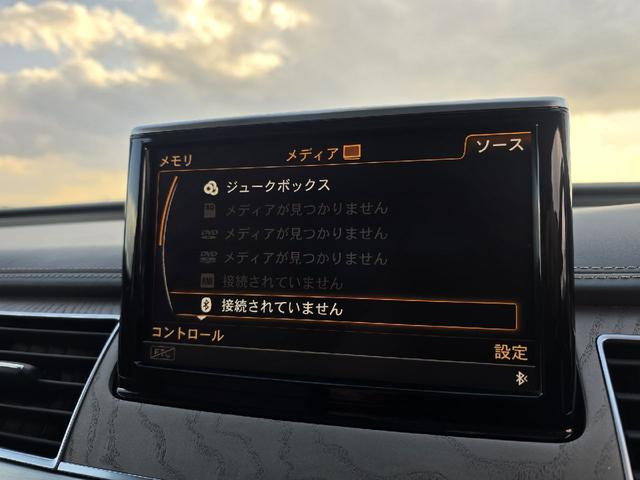 メモリ
メディア
ソース
ジュークボックス
メディアが見つかりません
DVD メディアが見つかりません
DVD メディアが見つかりません
接続されていません
接続されていません
コントロール
設定
ETC